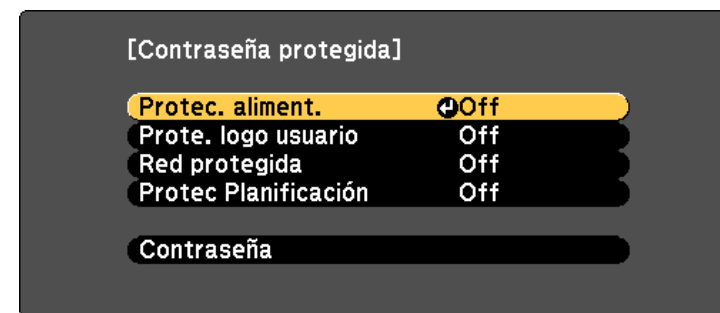 [Contraseña protegida]
Protec. aliment. Off
Prote. logo usuario Off
Red protegida Off
Protec Planificación Off
Contraseña